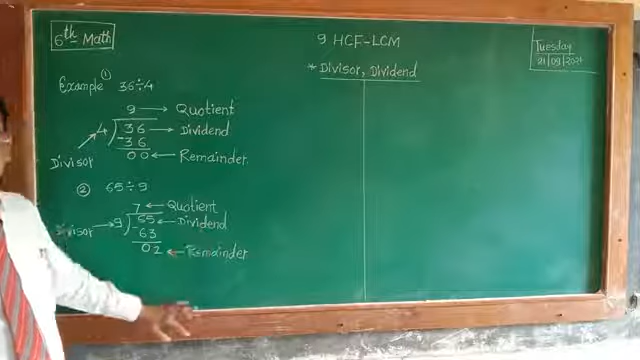 6th Math
9 HCF-LCM
Tuesday
21/09/2021
* Divisor, Dividend
Example ① 36÷4
9 → Quotient
4 ) 36 → Dividend
-36
00 ← Remainder
Divisor
② 65÷9
7 ← Quotient
Divisor → 9 ) 65 ← Dividend
-63
02 ← Remainder